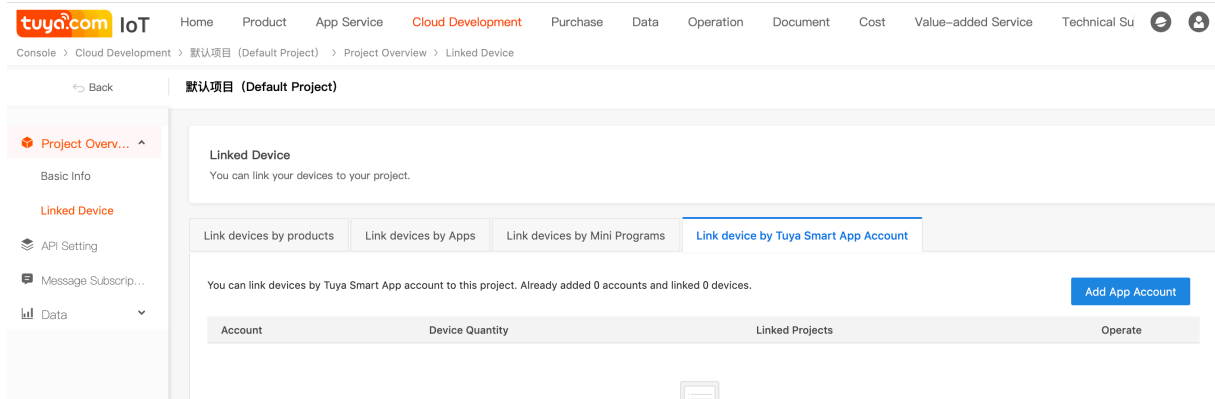 tuya.com IoT Home Product App Service Cloud Development Purchase Data Operation Document Cost Value-added Service Technical Su
Console > Cloud Development > 默认项目（Default Project） > Project Overview > Linked Device
Back
默认项目（Default Project）
Project Overv...
Basic Info
Linked Device
API Setting
Message Subscrip...
Data
Linked Device
You can link your devices to your project.
Link devices by products Link devices by Apps Link devices by Mini Programs Link device by Tuya Smart App Account
You can link devices by Tuya Smart App account to this project. Already added 0 accounts and linked 0 devices.
Add App Account
Account Device Quantity Linked Projects Operate